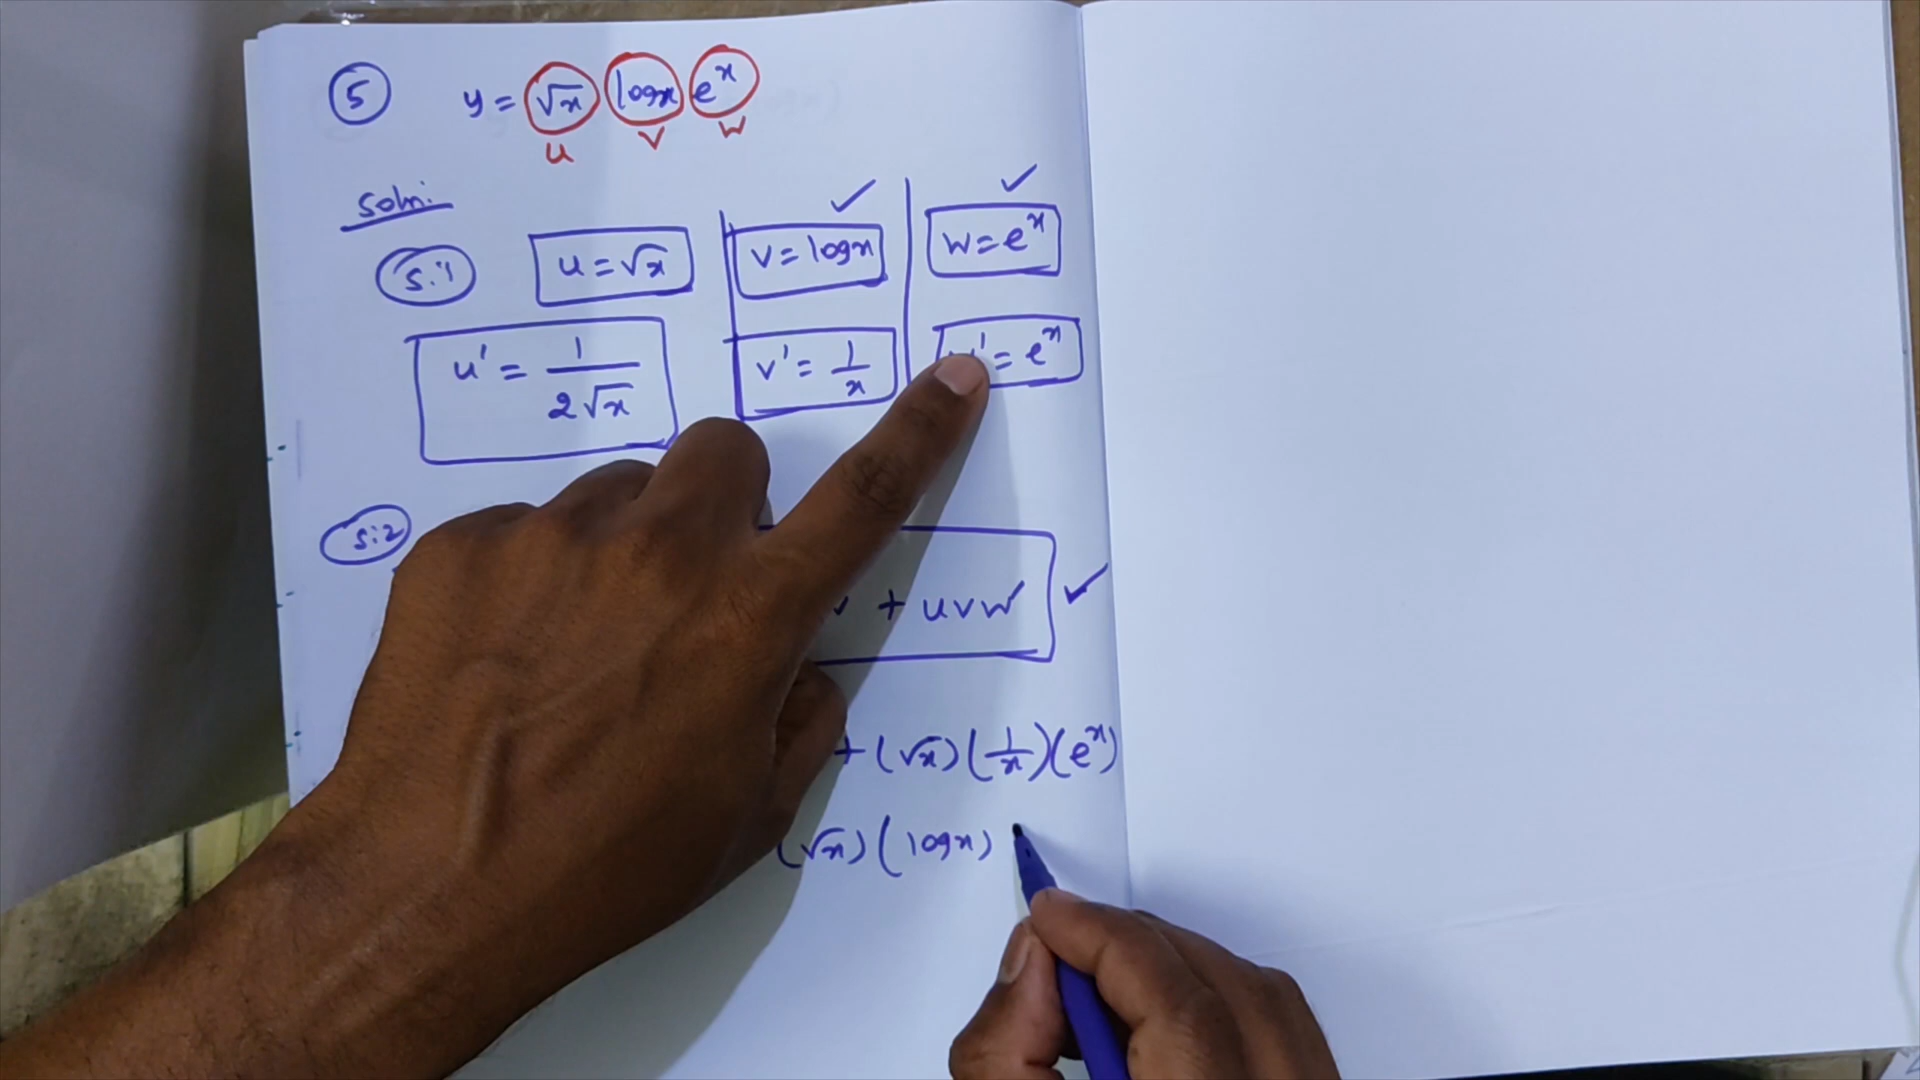 5 y = √x logx e^x
u v w
Soln:
S:1 u = √x v = logx w = e^x
u' = 1/(2√x) v' = 1/x = e^x
S:2
+ uvw'
+ (√x) (1/x) (e^x)
(√x) (logx)